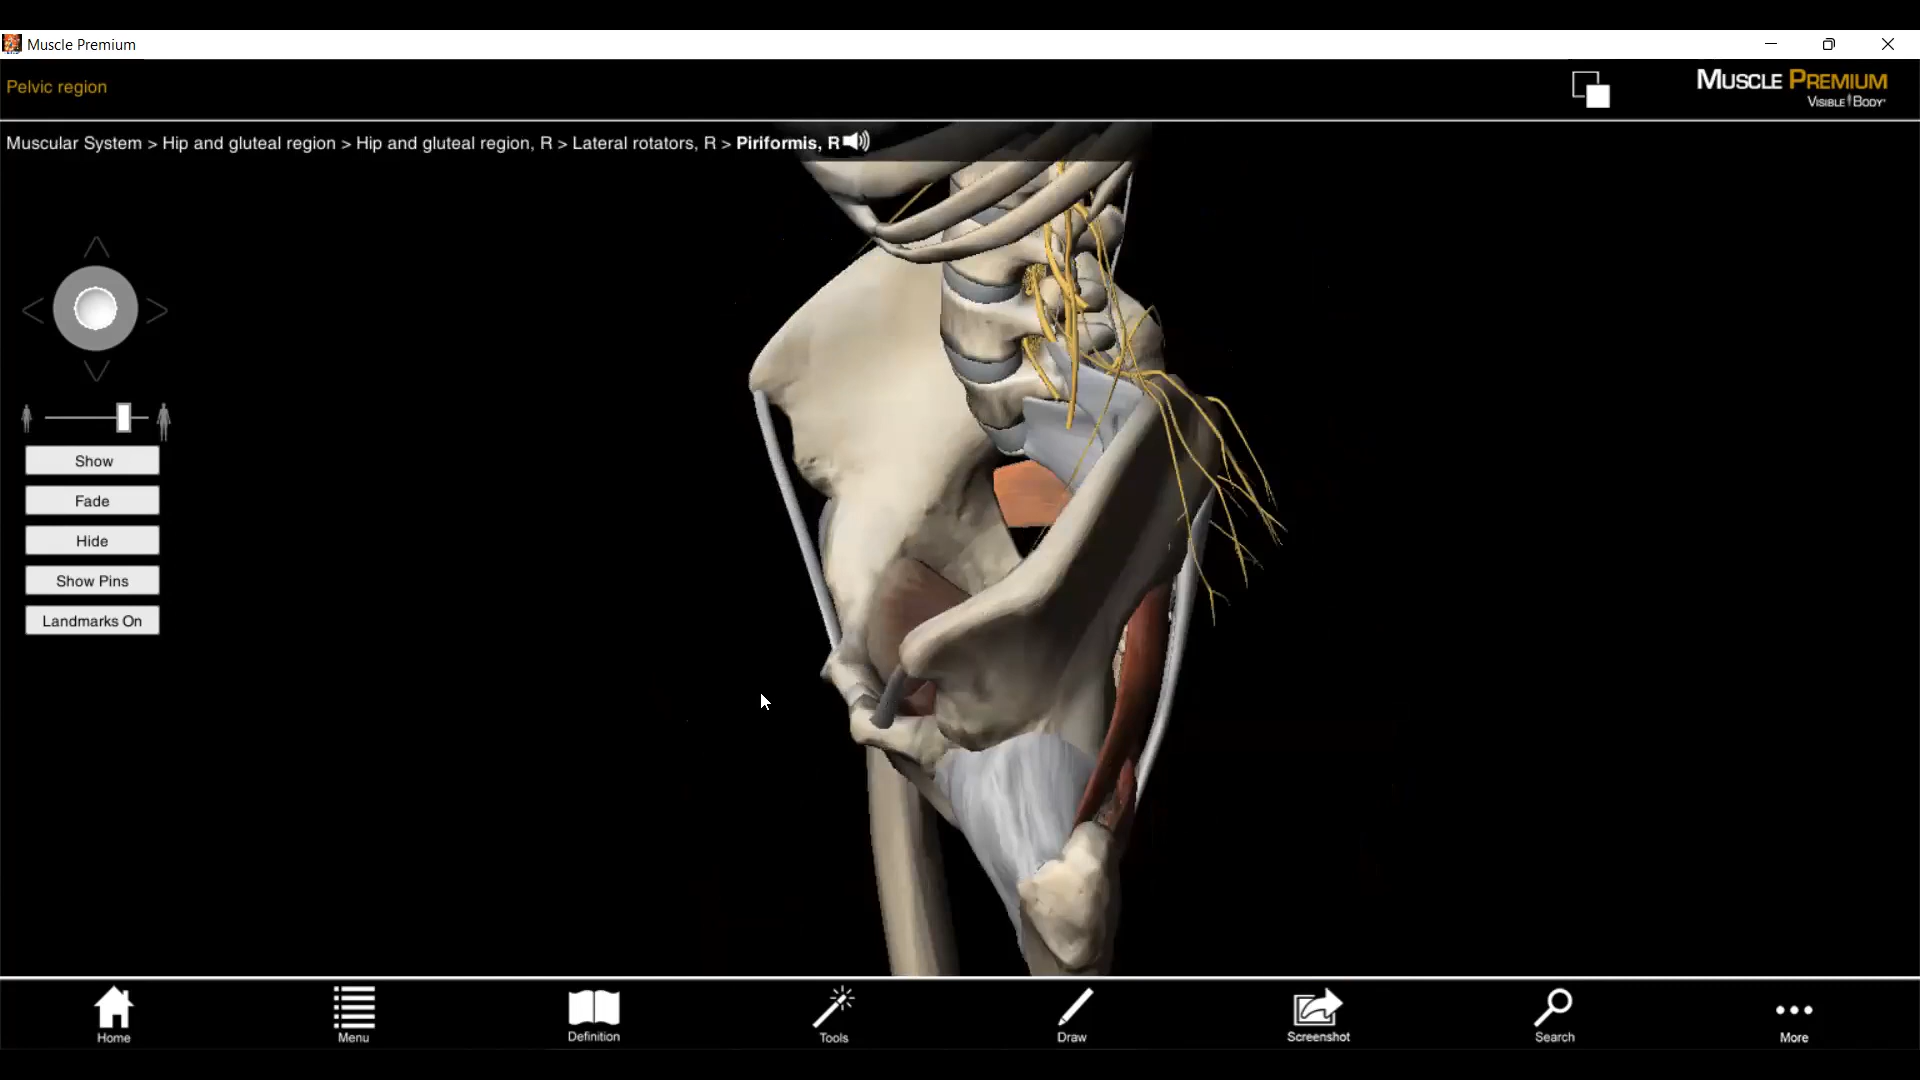 Muscle Premium
Pelvic region
MUSCLE PREMIUM
VISIBLE BODY
Muscular System > Hip and gluteal region > Hip and gluteal region, R > Lateral rotators, R > Piriformis, R
Show
Fade
Hide
Show Pins
Landmarks On
Home
Menu
Definition
Tools
Draw
Screenshot
Search
More